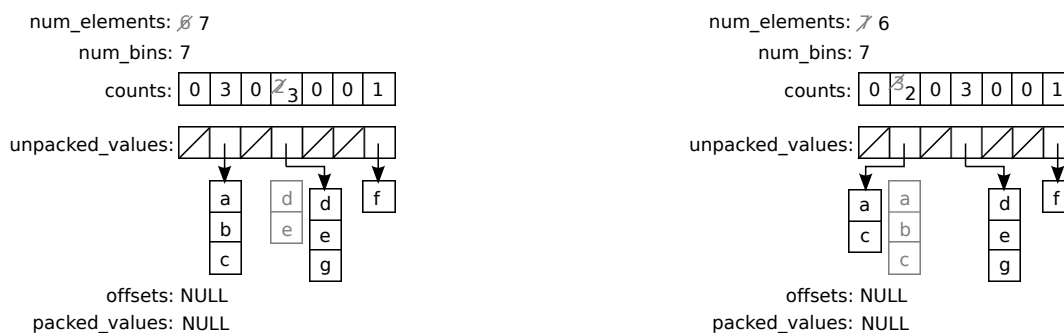 num_elements: 6 7
num_bins: 7
counts: 0 3 0 2 3 0 0 1
unpacked_values:
a
b
c
d
e
d
e
g
f
offsets: NULL
packed_values: NULL
num_elements: 7 6
num_bins: 7
counts: 0 3 2 0 3 0 0 1
unpacked_values:
a
c
a
b
c
d
e
g
f
offsets: NULL
packed_values: NULL